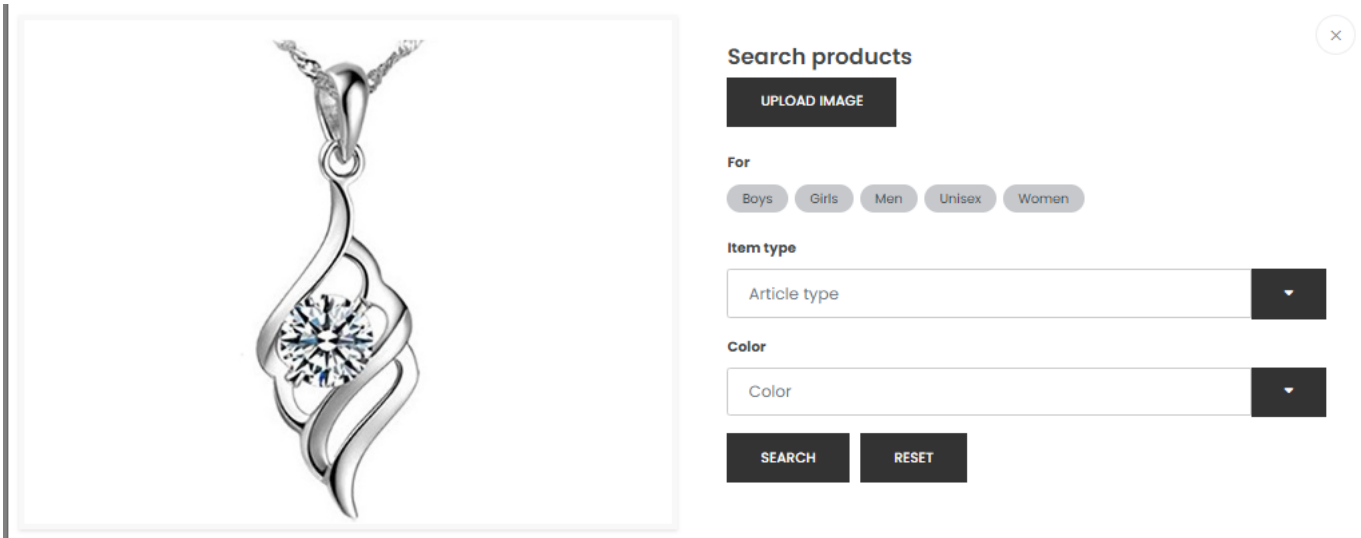 Search products
UPLOAD IMAGE
For
Boys Girls Men Unisex Women
Item type
Article type
Color
Color
SEARCH RESET